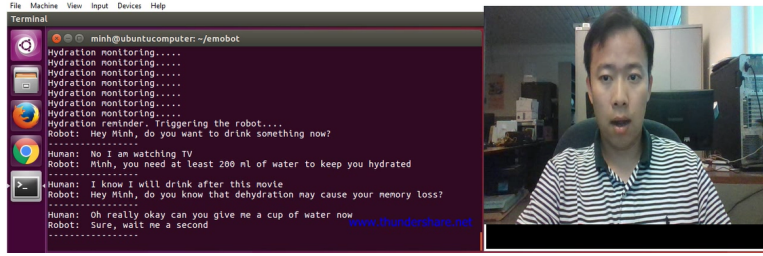 File Machine View Input Devices Help
Terminal
minh@ubuntucomputer: ~/emobot
Hydration monitoring.....
Hydration monitoring.....
Hydration monitoring.....
Hydration monitoring.....
Hydration monitoring.....
Hydration monitoring.....
Hydration monitoring.....
Hydration reminder. Triggering the robot....
Robot: Hey Minh, do you want to drink something now?
-----------------
Human: No I am watching TV
Robot: Minh, you need at least 200 ml of water to keep you hydrated
-----------------
Human: I know I will drink after this movie
Robot: Hey Minh, do you know that dehydration may cause your memory loss?
-----------------
Human: Oh really okay can you give me a cup of water now
Robot: Sure, wait me a second
-----------------